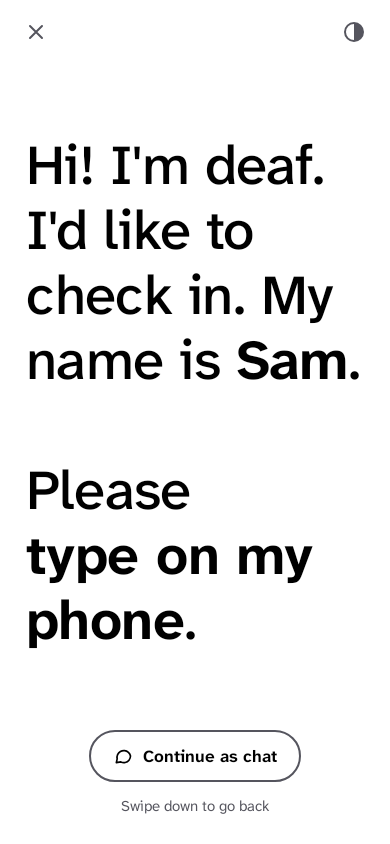 Hi! I'm deaf.
I'd like to
check in. My
name is Sam.
Please
type on my
phone.
Continue as chat
Swipe down to go back